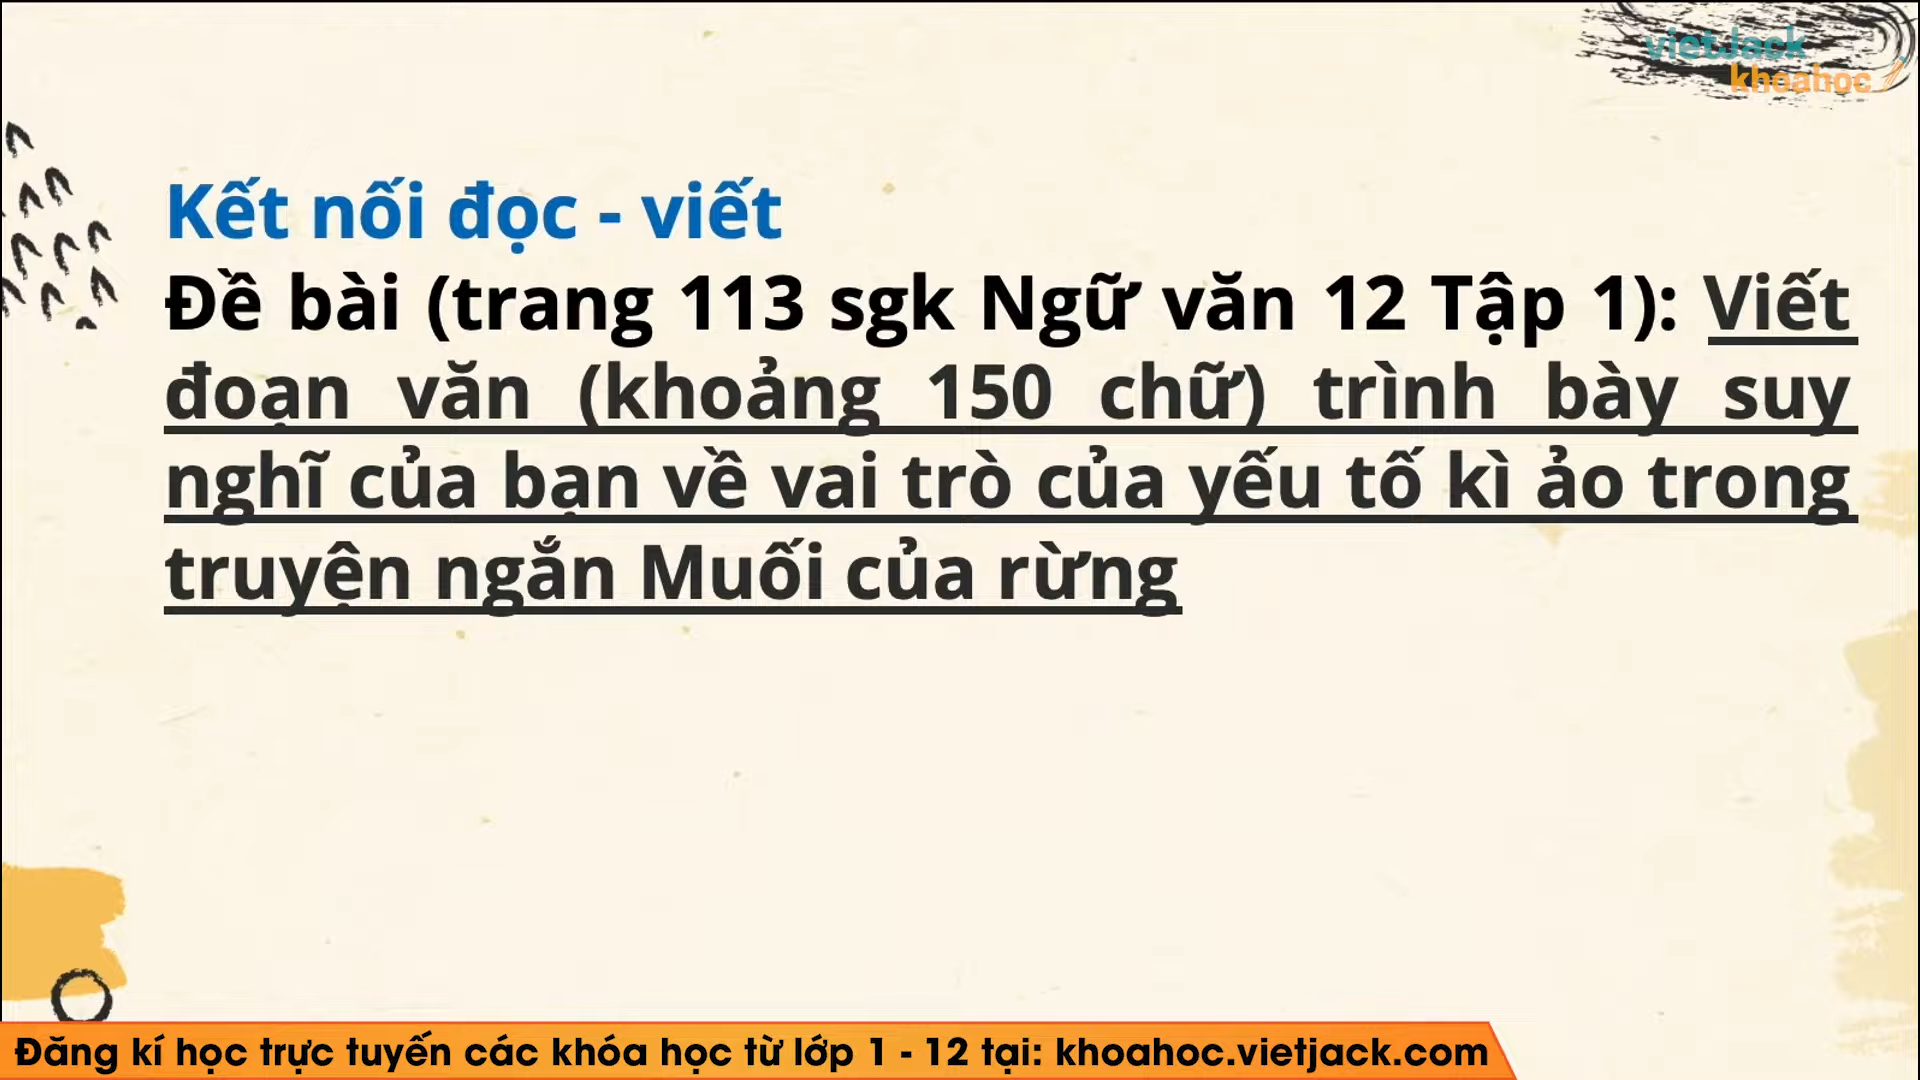 vietJack
khoahoc
Kết nối đọc - viết
Đề bài (trang 113 sgk Ngữ văn 12 Tập 1): Viết
đoạn văn (khoảng 150 chữ) trình bày suy
nghĩ của bạn về vai trò của yếu tố kì ảo trong
truyện ngắn Muối của rừng
Đăng kí học trực tuyến các khóa học từ lớp 1 - 12 tại: khoahoc.vietjack.com